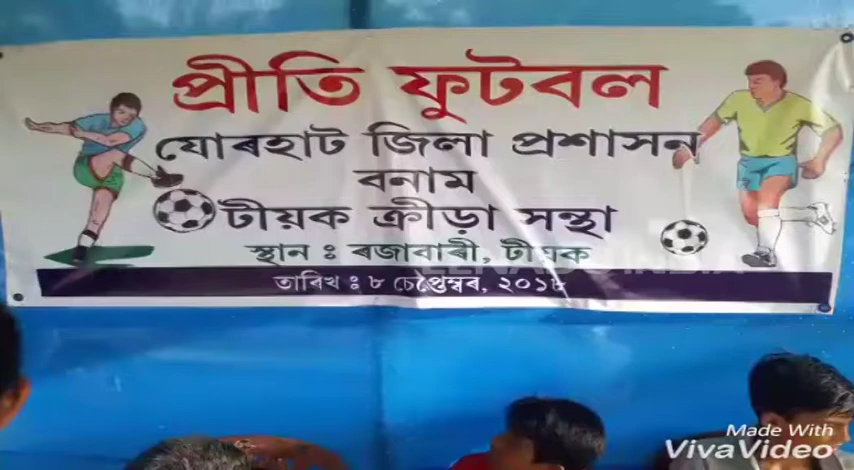 প্ৰীতি ফুটবল
যোৰহাট জিলা প্ৰশাসন
বনাম
টীয়ক ক্ৰীড়া সন্থা
স্থান ঃ ৰজাবাৰী, টীয়ক
তাৰিখ ঃ ৮ চেপ্তেম্বৰ, ২০১৮
Made With
VivaVideo